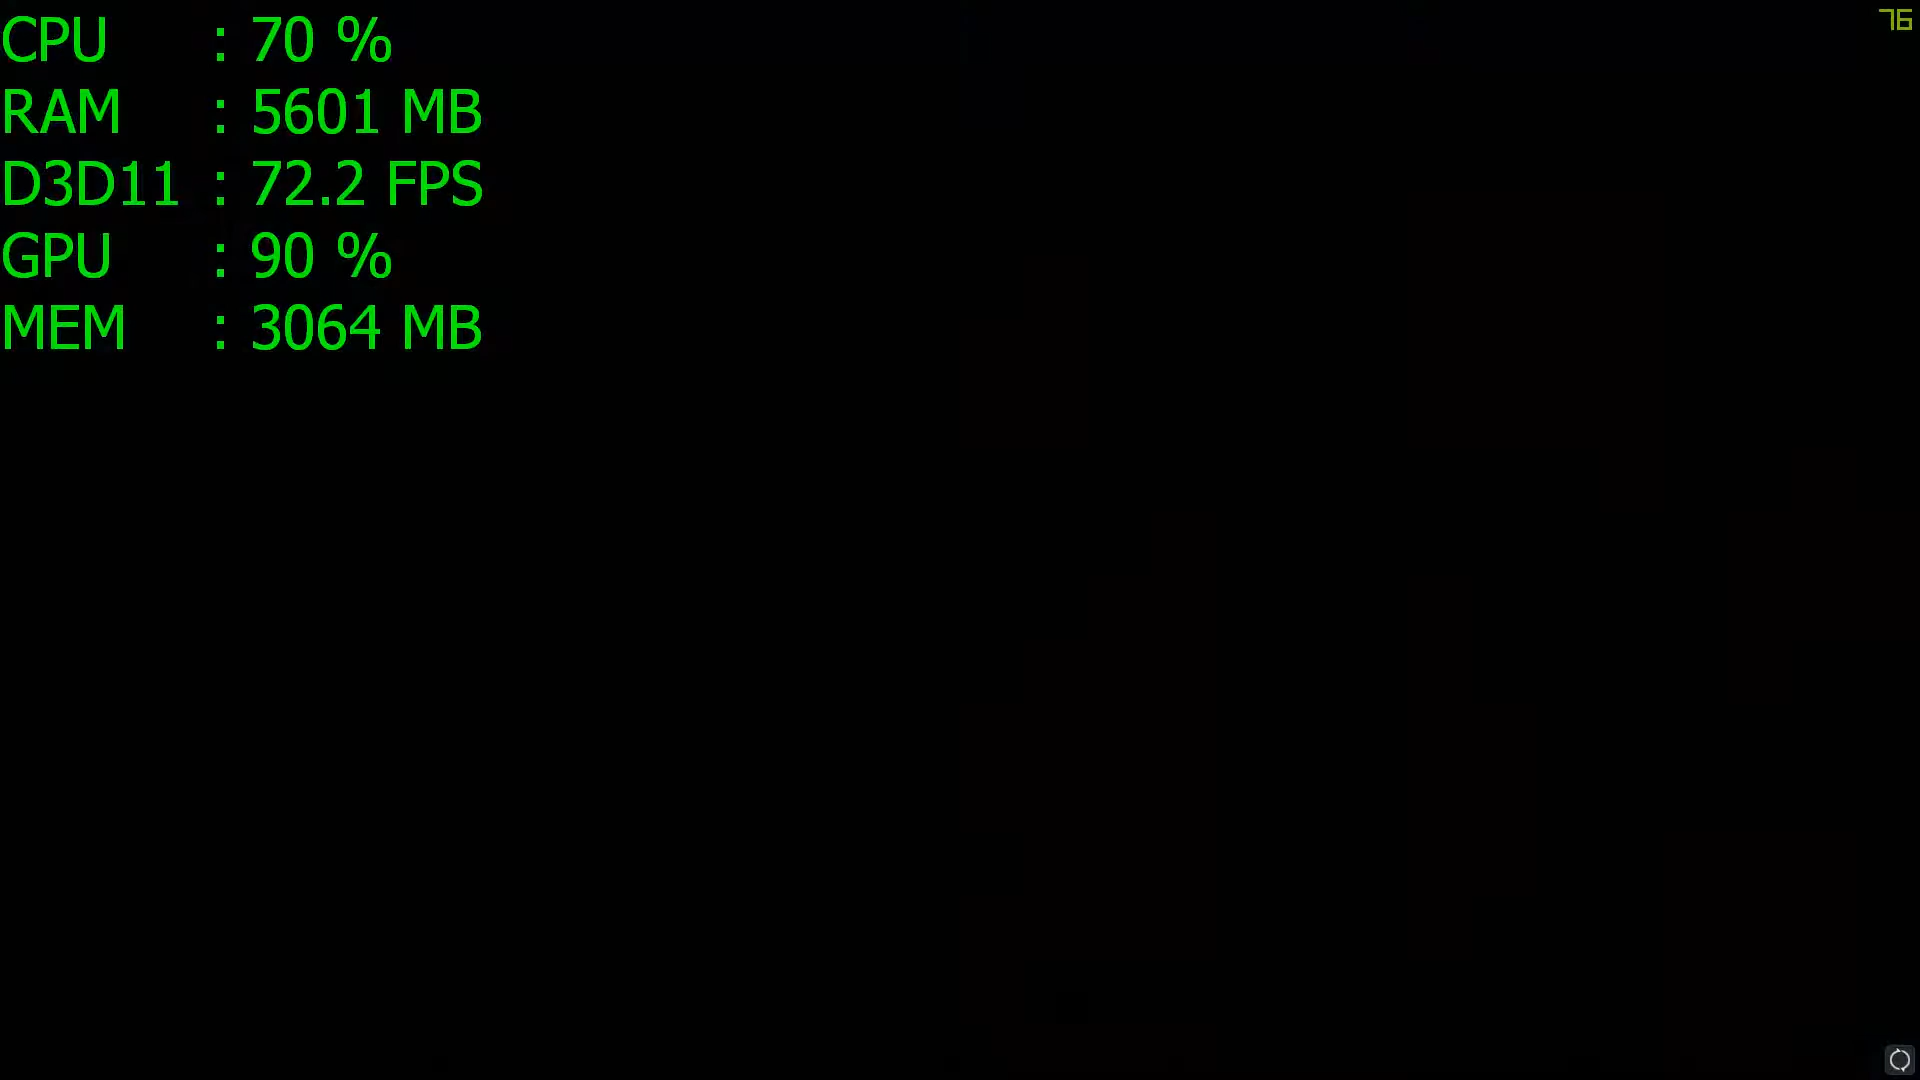 CPU : 70 %
76
RAM : 5601 MB
D3D11 : 72.2 FPS
GPU : 90 %
MEM : 3064 MB